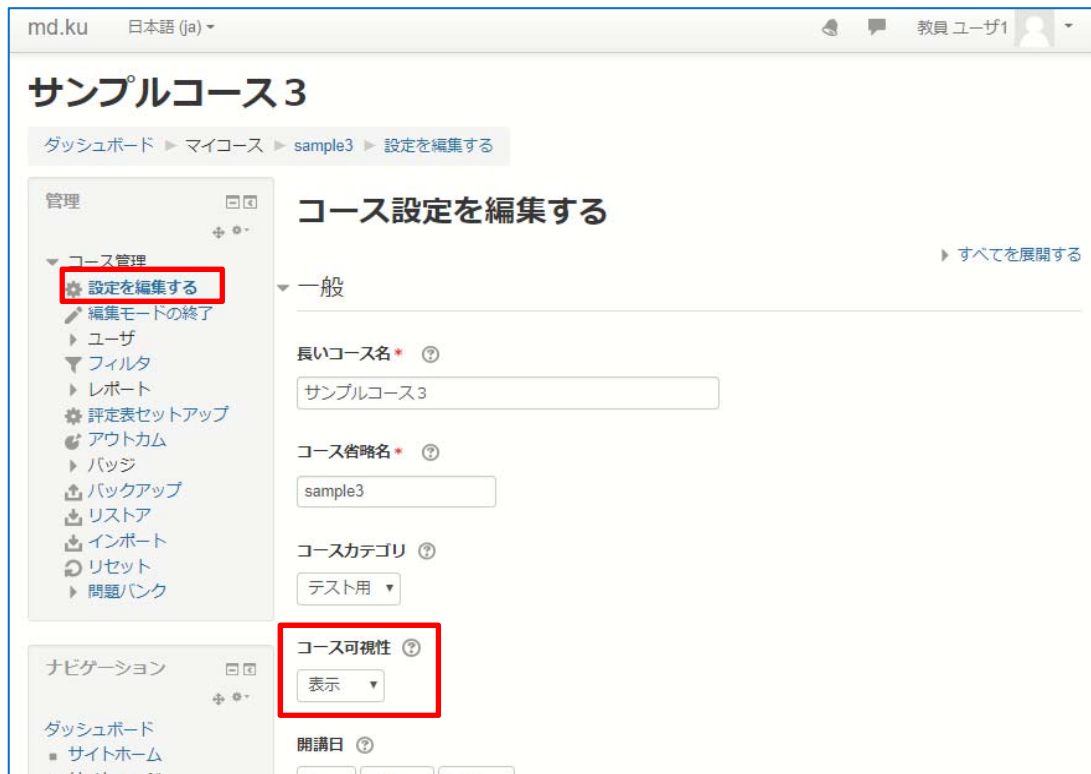 md.ku 日本語 (ja) 教員 ユーザ1
サンプルコース３
ダッシュボード ▶ マイコース ▶ sample3 ▶ 設定を編集する
管理
コース管理
設定を編集する
編集モードの終了
ユーザ
フィルタ
レポート
評定表セットアップ
アウトカム
バッジ
バックアップ
リストア
インポート
リセット
問題バンク
ナビゲーション
ダッシュボード
サイトホーム
コース設定を編集する
すべてを展開する
一般
長いコース名*
サンプルコース３
コース省略名*
sample3
コースカテゴリ
テスト用
コース可視性
表示
開講日